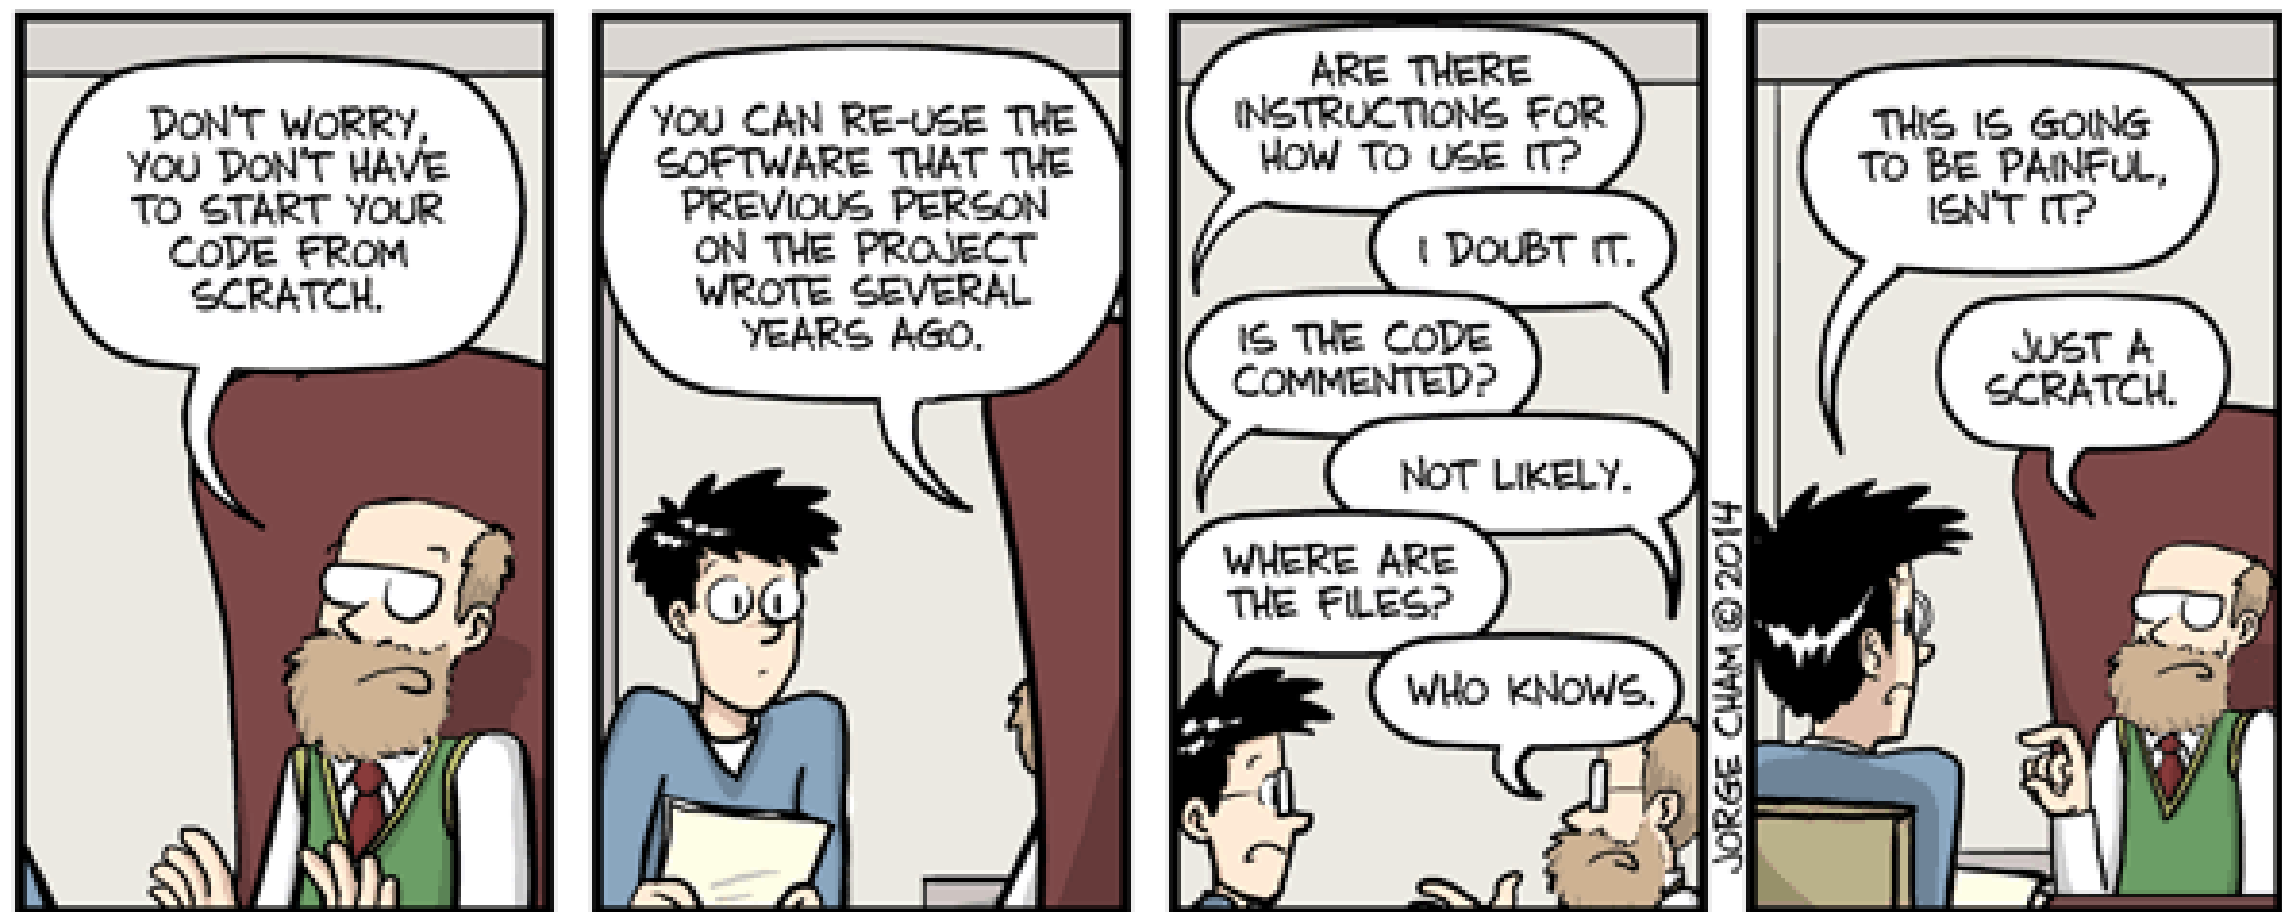 DON'T WORRY,
YOU DON'T HAVE
TO START YOUR
CODE FROM
SCRATCH.
YOU CAN RE-USE THE
SOFTWARE THAT THE
PREVIOUS PERSON
ON THE PROJECT
WROTE SEVERAL
YEARS AGO.
ARE THERE
INSTRUCTIONS FOR
HOW TO USE IT?
I DOUBT IT.
IS THE CODE
COMMENTED?
NOT LIKELY.
WHERE ARE
THE FILES?
WHO KNOWS.
JORGE CHAM © 2014
THIS IS GOING
TO BE PAINFUL,
ISN'T IT?
JUST A
SCRATCH.